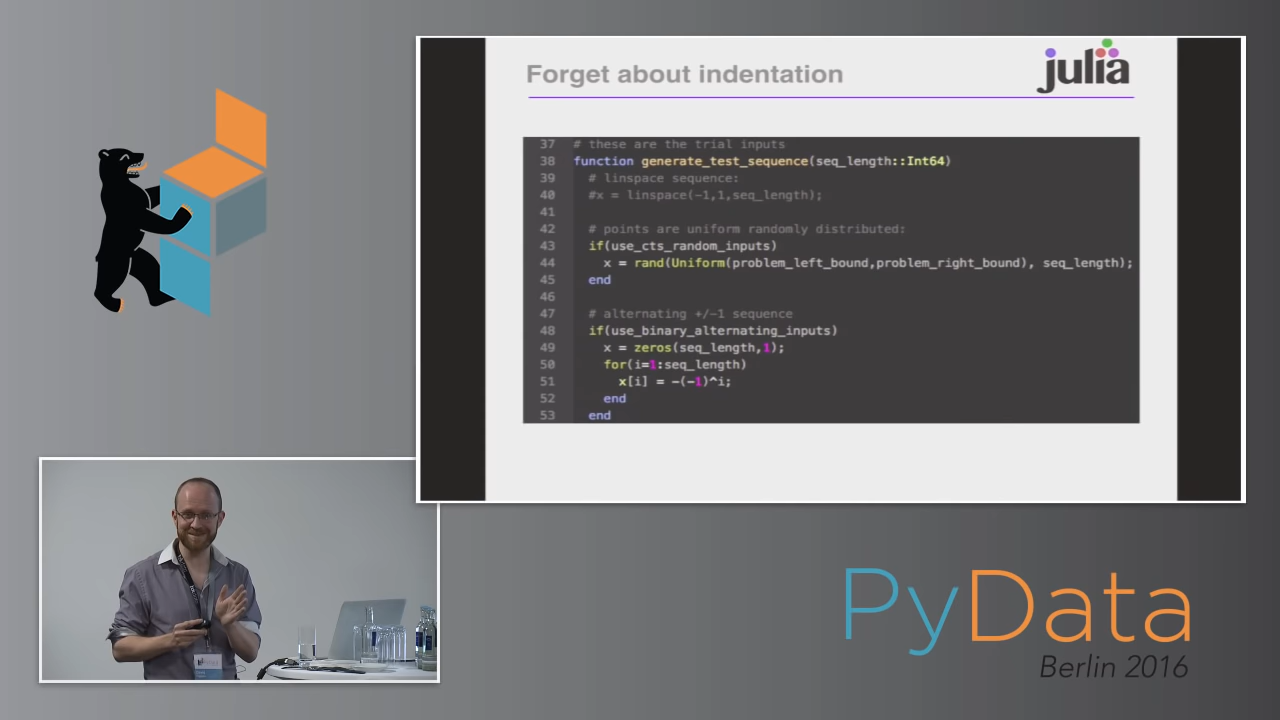 Forget about indentation
julia
37 # these are the trial inputs
38 function generate_test_sequence(seq_length::Int64)
39 # linspace sequence:
40 #x = linspace(-1,1,seq_length);
41
42 # points are uniform randomly distributed:
43 if(use_cts_random_inputs)
44 x = rand(Uniform(problem_left_bound,problem_right_bound), seq_length);
45 end
46
47 # alternating +/-1 sequence
48 if(use_binary_alternating_inputs)
49 x = zeros(seq_length,1);
50 for(i=1:seq_length)
51 x[i] = -(-1)^i;
52 end
53 end
PyData
Berlin 2016